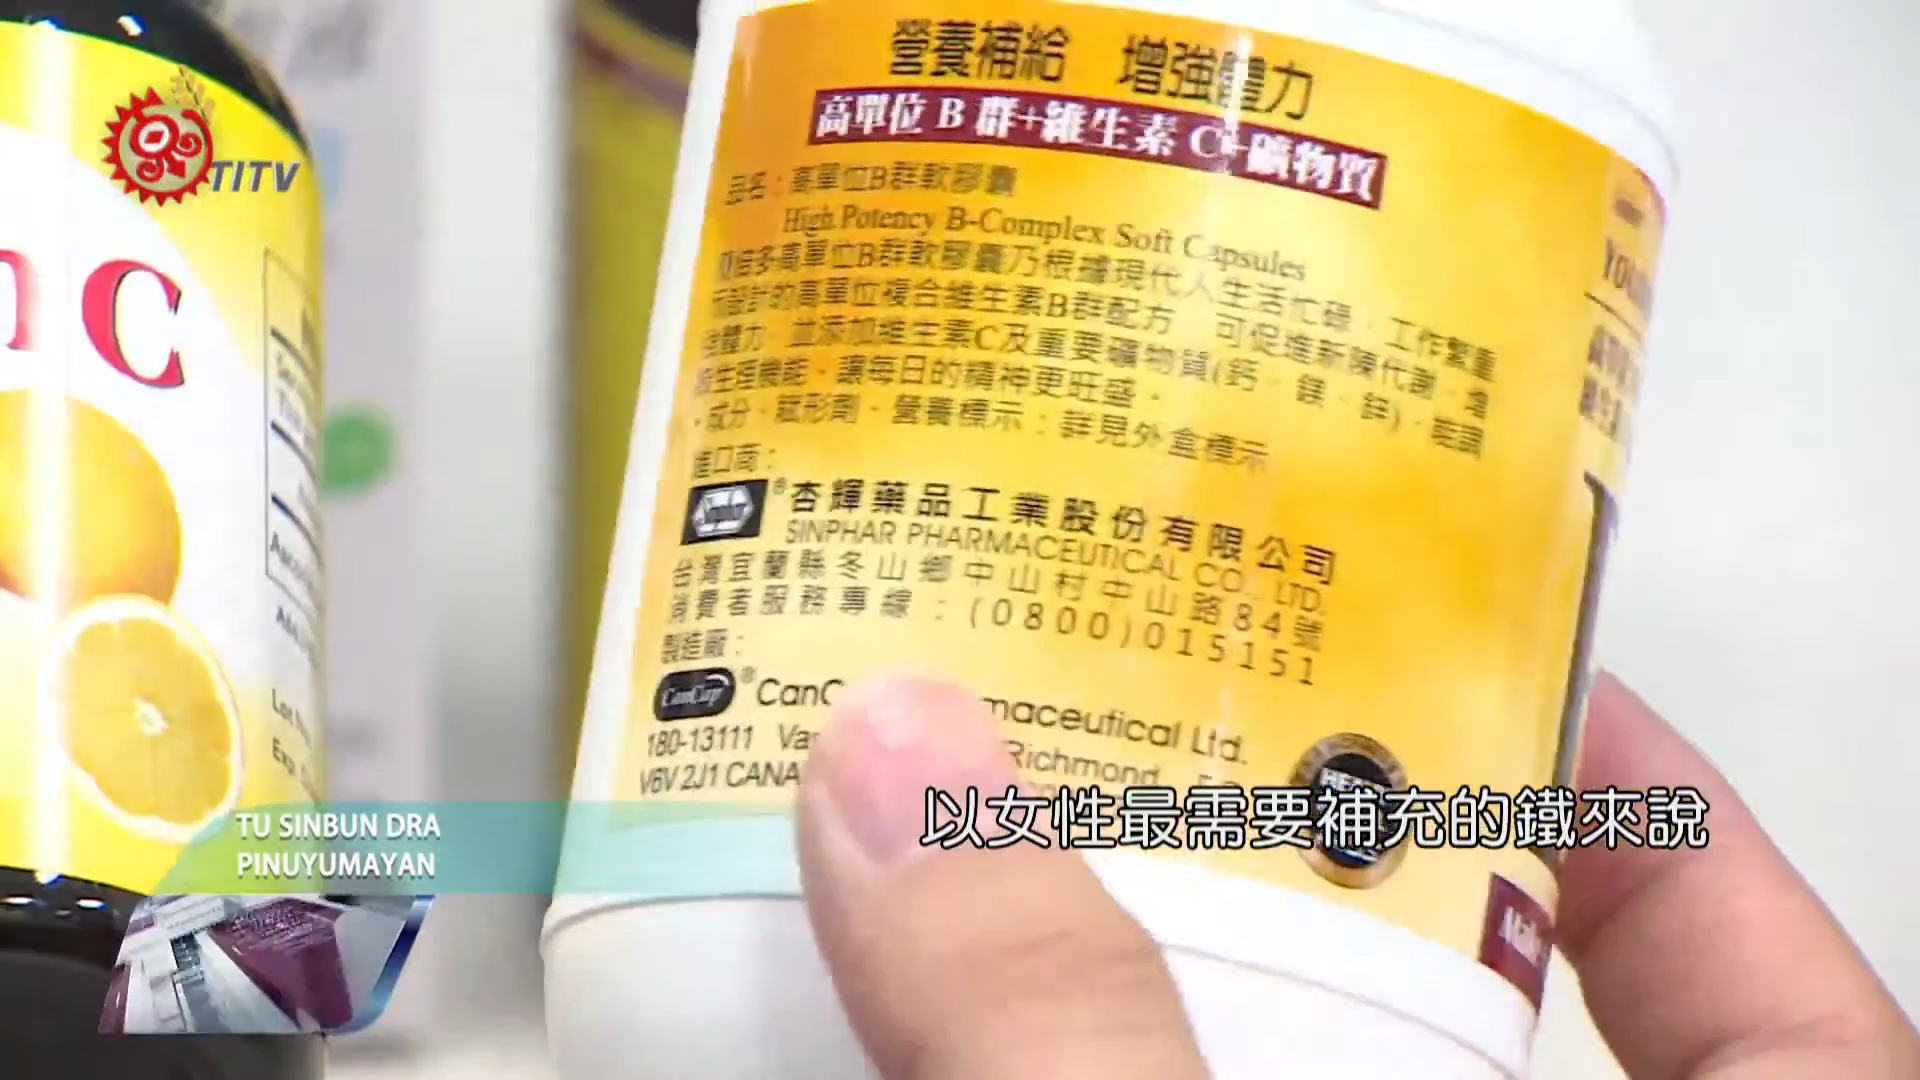 TITV
n C
營養補給 增強體力
高單位 B 群+維生素 C+礦物質
品名：高單位B群軟膠囊
High Potency B-Complex Soft Capsules
倍多高單位B群軟膠囊乃根據現代人生活忙碌、工作繁重
而設計的高單位複合維生素B群配方 可促進新陳代謝、
體力 並添加維生素C及重要礦物質(鈣、鎂、鋅)，
生理機能、讓每日的精神更旺盛。
成分、賦形劑、營養標示：詳見外盒標示
進口商：
Sinphar
®杏輝藥品工業股份有限公司
SINPHAR PHARMACEUTICAL CO., LTD.
台灣宜蘭縣冬山鄉中山村中山路84號
消費者服務專線：(0800)015151
製造廠：
CanCap
®CanC maceutical Ltd.
180-13111 Richmond
V6V 2J1 CANA
TU SINBUN DRA
PINUYUMAYAN
以女性最需要補充的鐵來說